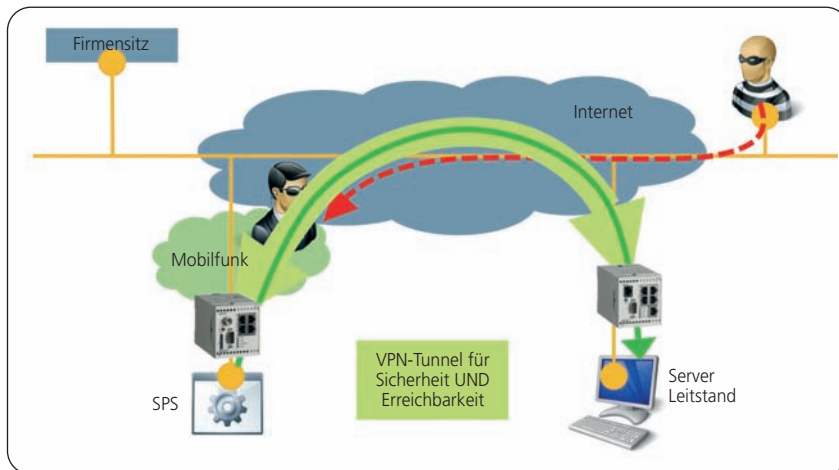 Firmensitz
Internet
Mobilfunk
VPN-Tunnel für
Sicherheit UND
Erreichbarkeit
SPS
Server
Leitstand